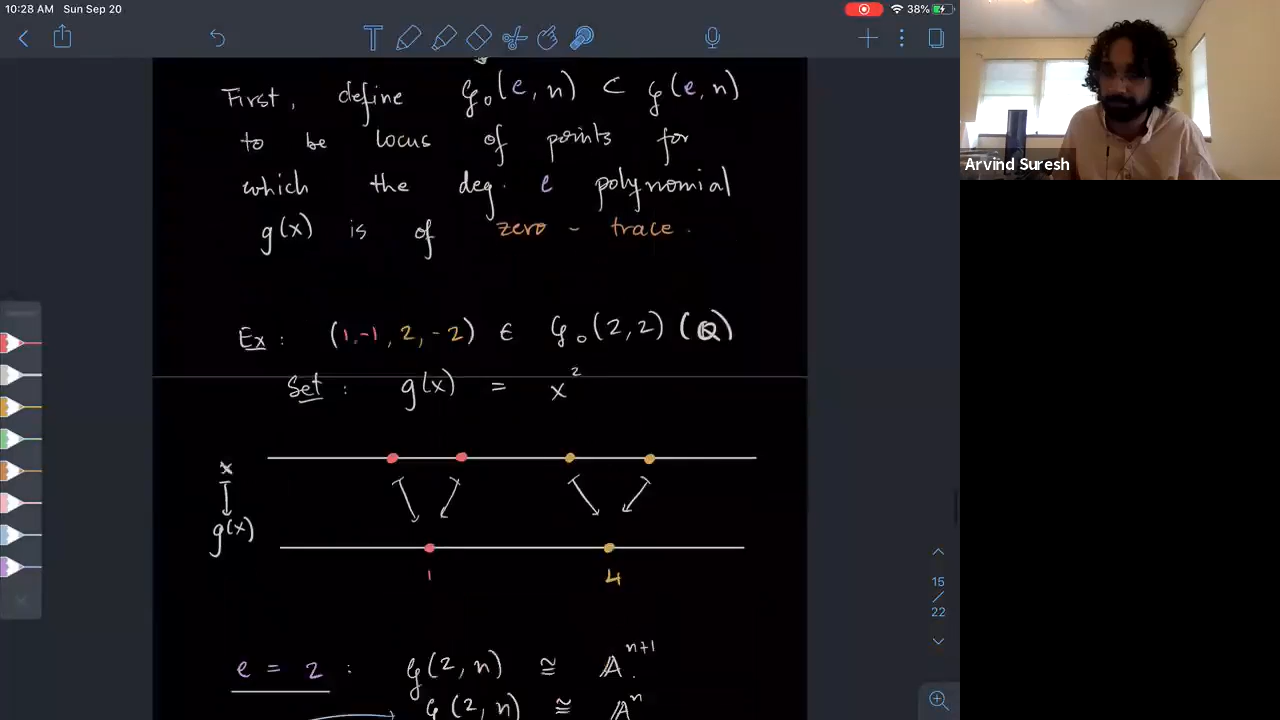 10:28 AM Sun Sep 20
38%
First, define 𝒢₀(e, n) ⊂ 𝒢(e, n)
to be locus of points for
which the deg. e polynomial
g(x) is of zero - trace.
Ex : (1,-1, 2, -2) ∈ 𝒢₀(2,2) (ℚ)
Set : g(x) = x²
x
g(x)
1 4
e = 2 : 𝒢(2, n) ≅ 𝔸ⁿ⁺¹.
𝒢(2, n) ≅ 𝔸ⁿ
T
15
/
22
Arvind Suresh